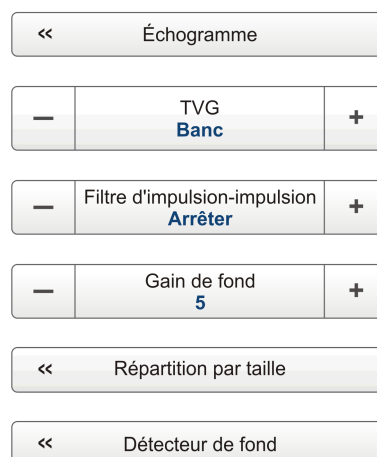 « Échogramme
— TVG +
Banc
— Filtre d'impulsion-impulsion +
Arrêter
— Gain de fond +
5
« Répartition par taille
« Détecteur de fond